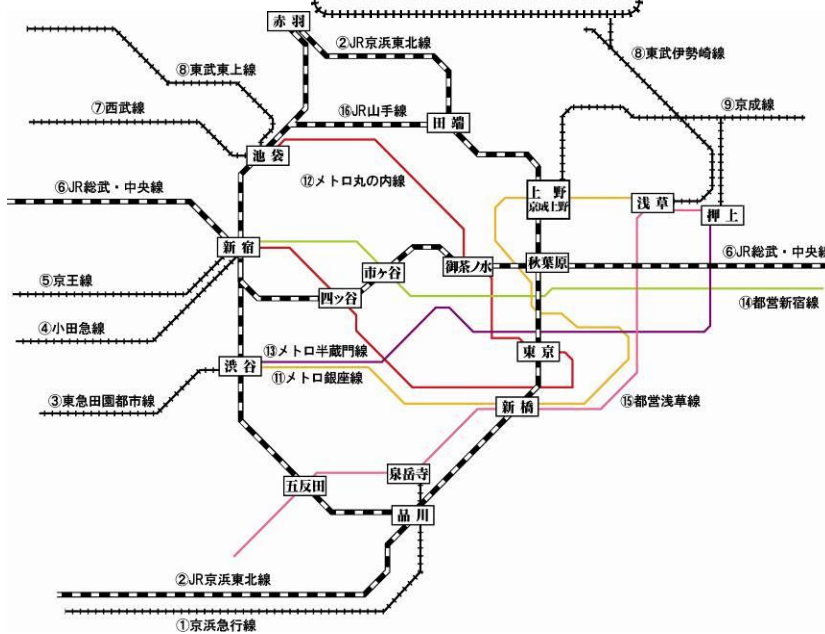 赤羽
②JR京浜東北線
⑧東武東上線
⑧東武伊勢崎線
⑦西武線
⑯JR山手線
田端
⑨京成線
池袋
⑫メトロ丸の内線
⑥JR総武・中央線
上野
京成上野
浅草
押上
新宿
市ヶ谷
御茶ノ水
秋葉原
⑥JR総武・中央線
⑤京王線
四ッ谷
⑭都営新宿線
④小田急線
⑬メトロ半蔵門線
東京
渋谷
⑪メトロ銀座線
③東急田園都市線
新橋
⑮都営浅草線
泉岳寺
五反田
品川
②JR京浜東北線
①京浜急行線